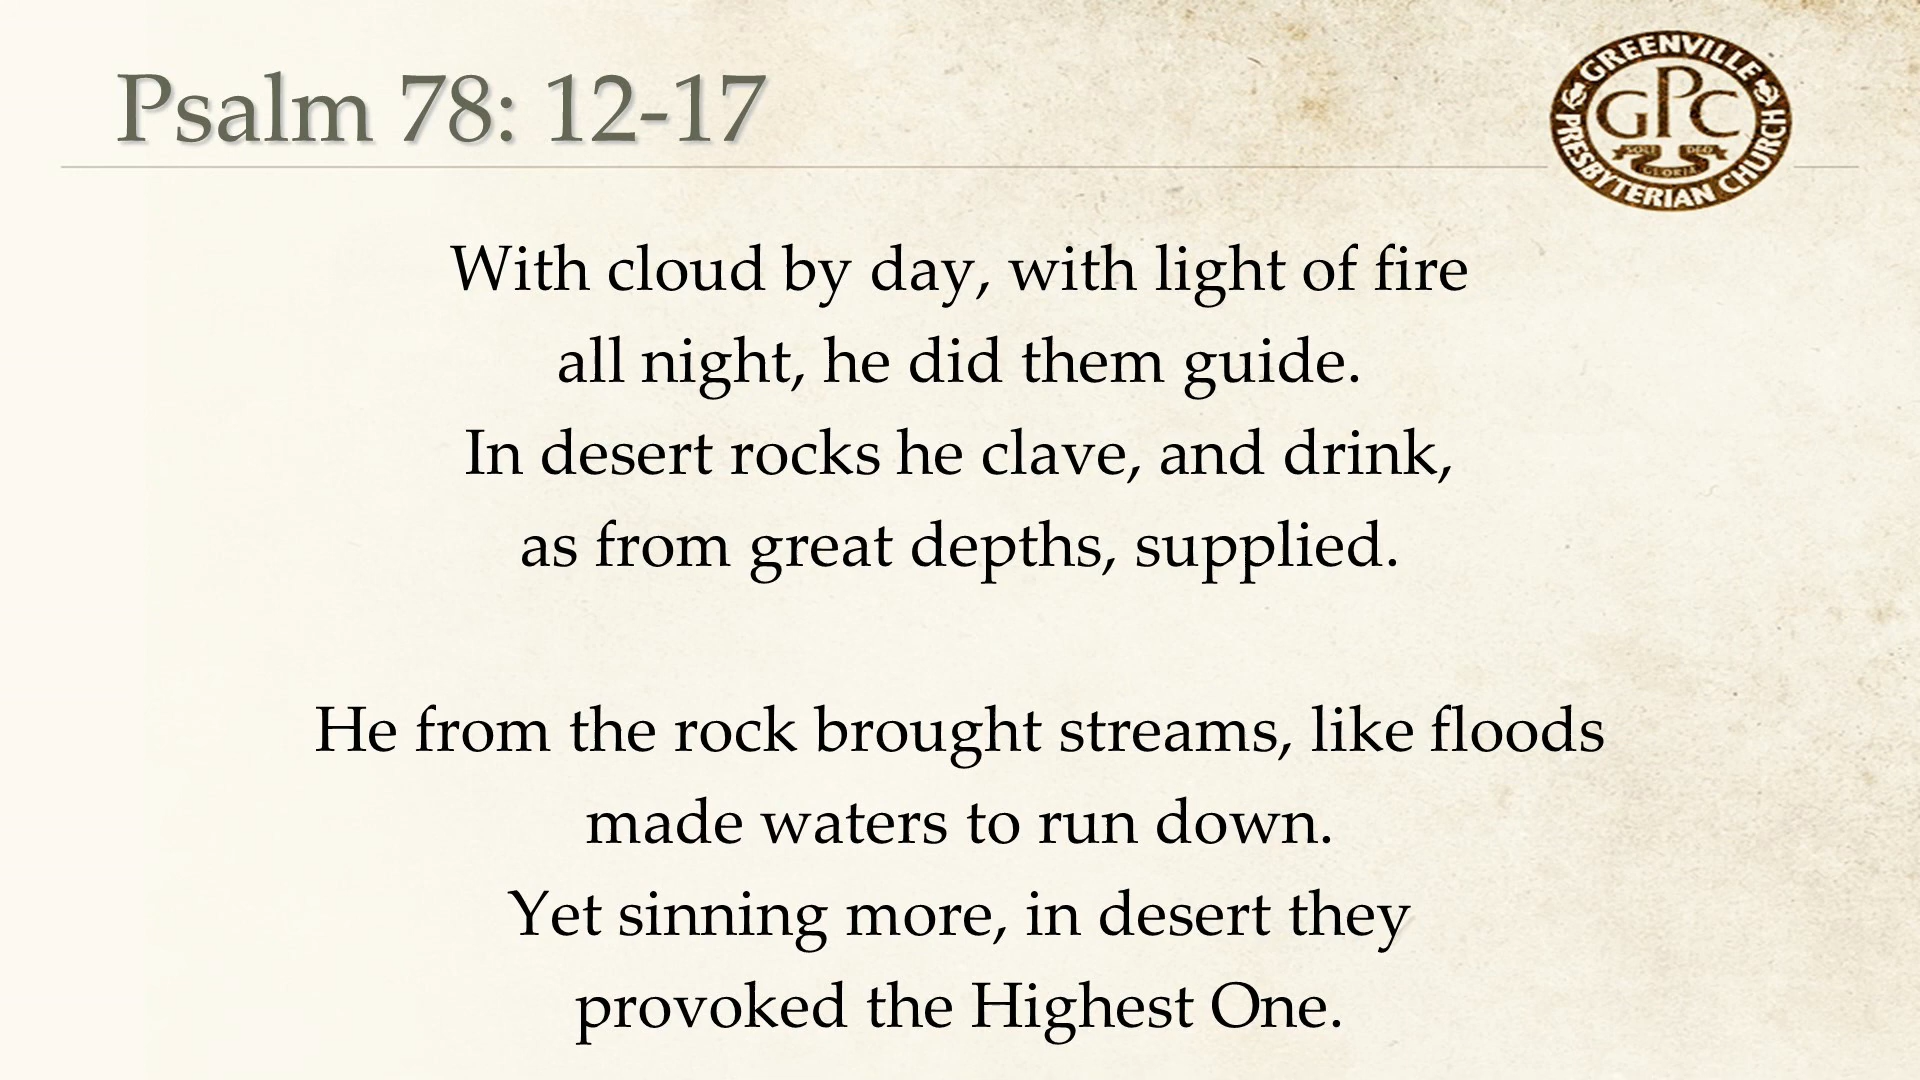 Psalm 78: 12-17
GREENVILLE
GPC
SOLI DEO
GLORIA
PRESBYTERIAN CHURCH
With cloud by day, with light of fire
all night, he did them guide.
In desert rocks he clave, and drink,
as from great depths, supplied.
He from the rock brought streams, like floods
made waters to run down.
Yet sinning more, in desert they
provoked the Highest One.